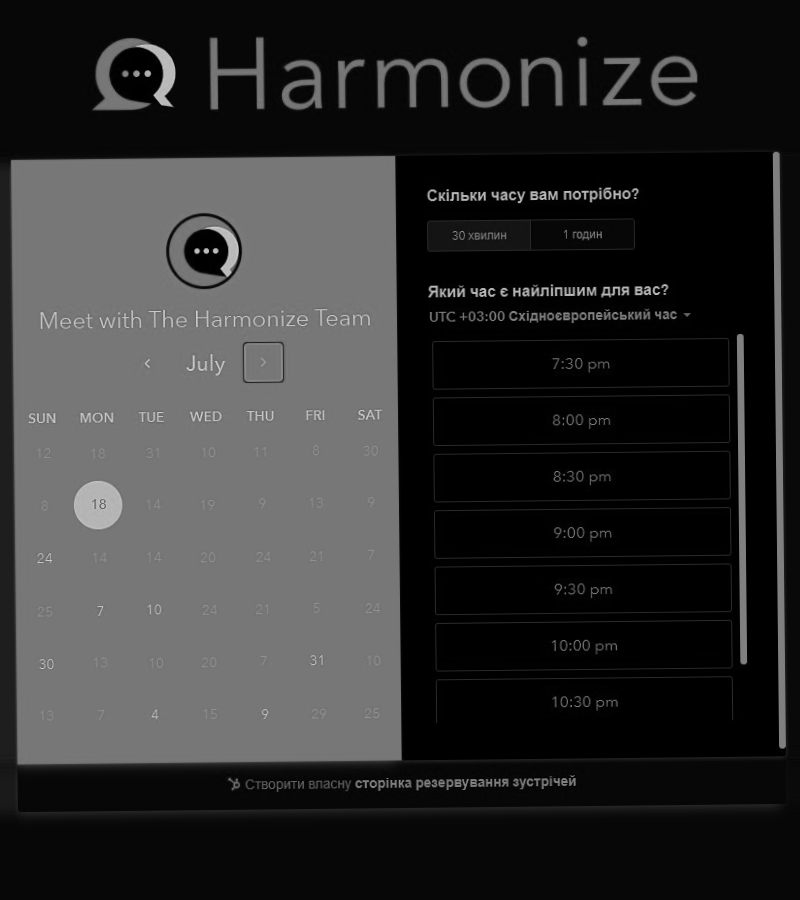 Harmonize
Meet with The Harmonize Team
July
SUN MON TUE WED THU FRI SAT
12 18 31 10 11 8 30
8 18 14 19 9 13 9
24 14 14 20 24 21 7
25 7 10 24 21 5 24
30 13 10 20 7 31 10
13 7 4 15 9 29 25
Скільки часу вам потрібно?
30 хвилин 1 годин
Який час є найліпшим для вас?
UTC +03:00 Східноєвропейський час
7:30 pm
8:00 pm
8:30 pm
9:00 pm
9:30 pm
10:00 pm
10:30 pm
Створити власну сторінка резервування зустрічей